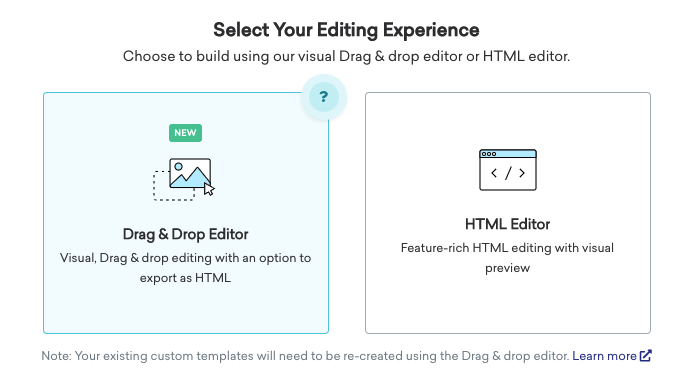 Select Your Editing Experience
Choose to build using our visual Drag & drop editor or HTML editor.
?
NEW
Drag & Drop Editor
Visual, Drag & drop editing with an option to
export as HTML
</>
HTML Editor
Feature-rich HTML editing with visual
preview
Note: Your existing custom templates will need to be re-created using the Drag & drop editor. Learn more